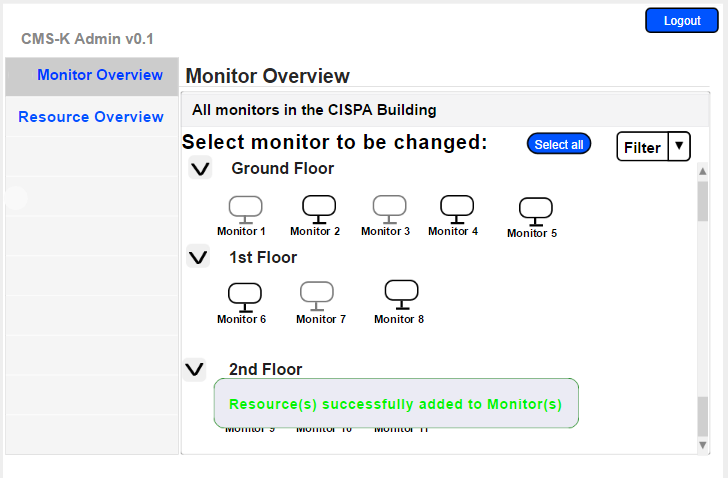 Logout
CMS-K Admin v0.1
Monitor Overview
Resource Overview
Monitor Overview
All monitors in the CISPA Building
Select monitor to be changed:
Select all
Filter
Ground Floor
Monitor 1 Monitor 2 Monitor 3 Monitor 4 Monitor 5
1st Floor
Monitor 6 Monitor 7 Monitor 8
2nd Floor
Resource(s) successfully added to Monitor(s)
Monitor 9 Monitor 10 Monitor 11